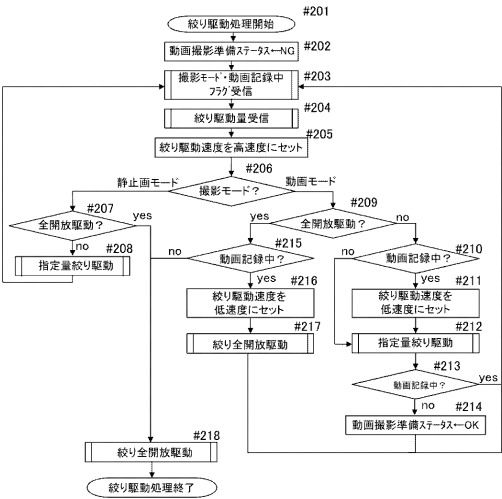 #201
絞り駆動処理開始
#202
動画撮影準備ステータス←NG
#203
撮影モード・動画記録中
フラグ受信
#204
絞り駆動量受信
#205
絞り駆動速度を高速度にセット
#206
静止画モード
撮影モード？
動画モード
#207
全開放駆動？
yes
no
#208
指定量絞り駆動
#209
yes
全開放駆動？
no
#215
no
動画記録中？
yes
#216
絞り駆動速度を
低速度にセット
#217
絞り全開放駆動
#210
動画記録中？
no
yes
#211
絞り駆動速度を
低速度にセット
#212
指定量絞り駆動
#213
動画記録中？
yes
no
#214
動画撮影準備ステータス←OK
#218
絞り全開放駆動
絞り駆動処理終了